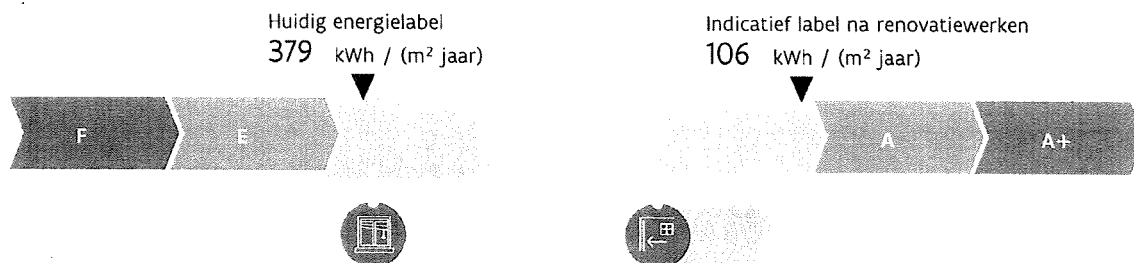 Huidig energielabel
379 kWh / (m² jaar)
Indicatief label na renovatiewerken
106 kWh / (m² jaar)
F E A A+